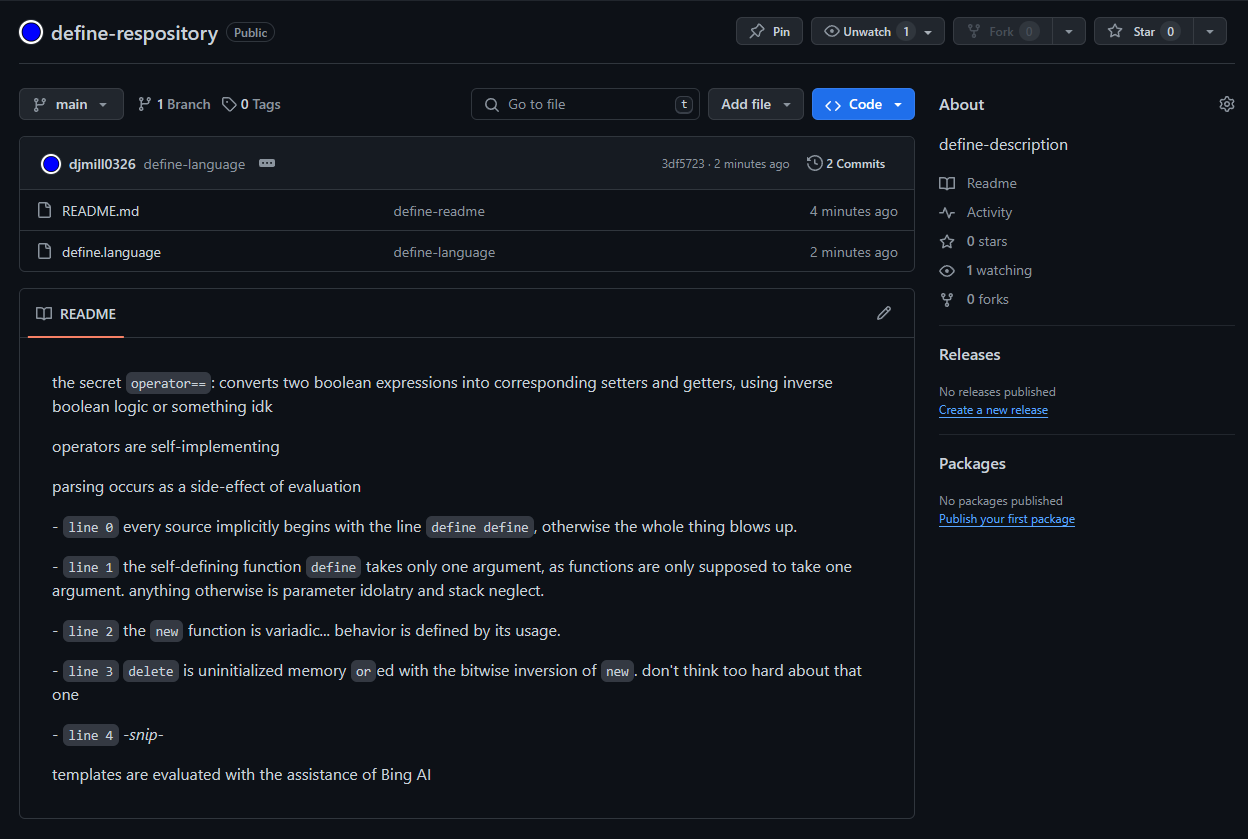 define-respository Public Pin Unwatch 1 Fork 0 Star 0
main 1 Branch 0 Tags Go to file t Add file Code
djmill0326 define-language 3df5723 · 2 minutes ago 2 Commits
README.md define-readme 4 minutes ago
define.language define-language 2 minutes ago
README
the secret operator==: converts two boolean expressions into corresponding setters and getters, using inverse
boolean logic or something idk
operators are self-implementing
parsing occurs as a side-effect of evaluation
- line 0 every source implicitly begins with the line define define, otherwise the whole thing blows up.
- line 1 the self-defining function define takes only one argument, as functions are only supposed to take one
argument. anything otherwise is parameter idolatry and stack neglect.
- line 2 the new function is variadic... behavior is defined by its usage.
- line 3 delete is uninitialized memory or ed with the bitwise inversion of new. don't think too hard about that
one
- line 4 -snip-
templates are evaluated with the assistance of Bing AI
About
define-description
Readme
Activity
0 stars
1 watching
0 forks
Releases
No releases published
Create a new release
Packages
No packages published
Publish your first package